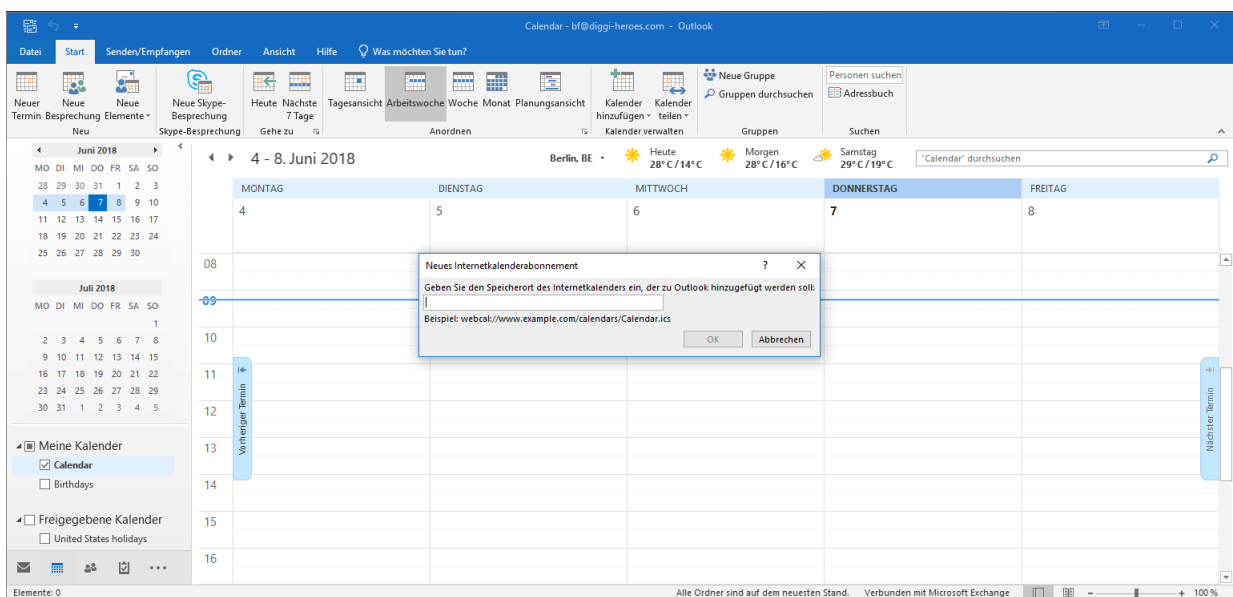 Calendar - bf@diggi-heroes.com - Outlook
Datei Start Senden/Empfangen Ordner Ansicht Hilfe Was möchten Sie tun?
Neuer Termin
Neue Besprechung
Neue Elemente
Neu
Neue Skype-Besprechung
Skype-Besprechung
Heute
Nächste 7 Tage
Gehe zu
Tagesansicht
Arbeitswoche
Woche
Monat
Planungsansicht
Anordnen
Kalender hinzufügen
Kalender teilen
Kalender verwalten
Neue Gruppe
Gruppen durchsuchen
Gruppen
Personen suchen
Adressbuch
Suchen
Juni 2018
MO DI MI DO FR SA SO
28 29 30 31 1 2 3
4 5 6 7 8 9 10
11 12 13 14 15 16 17
18 19 20 21 22 23 24
25 26 27 28 29 30
Juli 2018
MO DI MI DO FR SA SO
1
2 3 4 5 6 7 8
9 10 11 12 13 14 15
16 17 18 19 20 21 22
23 24 25 26 27 28 29
30 31 1 2 3 4 5
Meine Kalender
Calendar
Birthdays
Freigegebene Kalender
United States holidays
4 - 8. Juni 2018
Berlin, BE
Heute
28° C / 14° C
Morgen
28° C / 16° C
Samstag
29° C / 19° C
"Calendar" durchsuchen
MONTAG DIENSTAG MITTWOCH DONNERSTAG FREITAG
4 5 6 7 8
08
09
10
11
12
13
14
15
16
Vorheriger Termin
Nächster Termin
Neues Internetkalenderabonnement ?
Geben Sie den Speicherort des Internetkalenders ein, der zu Outlook hinzugefügt werden soll:
Beispiel: webcal://www.example.com/calendars/Calendar.ics
OK Abbrechen
Elemente: 0
Alle Ordner sind auf dem neuesten Stand. Verbunden mit Microsoft Exchange
100 %